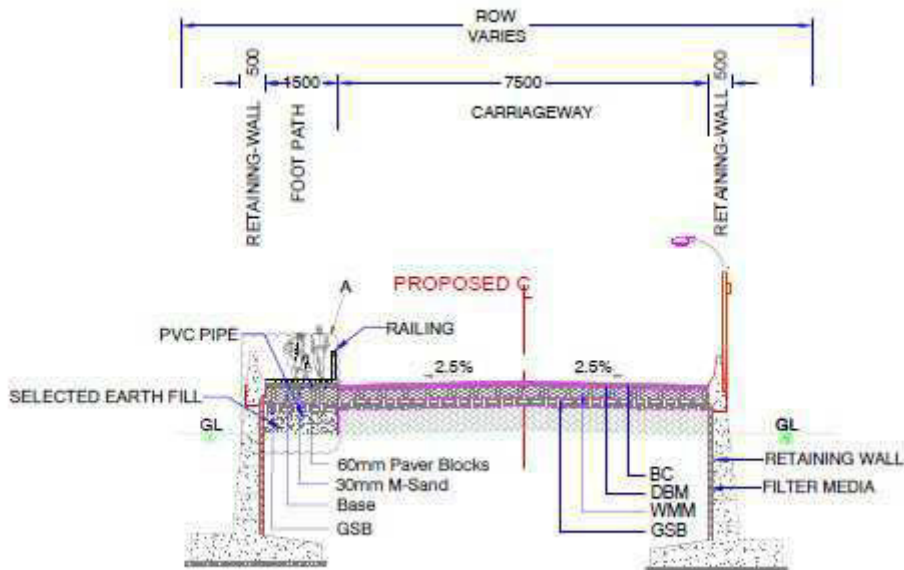 ROW
VARIES
500
1500
7500
500
RETAINING-WALL
FOOT PATH
CARRIAGEWAY
RETAINING-WALL
A
PROPOSED CL
PVC PIPE
RAILING
2.5%
2.5%
SELECTED EARTH FILL
GL
GL
60mm Paver Blocks
30mm M-Sand
Base
GSB
BC
DBM
WMM
GSB
RETAINING WALL
FILTER MEDIA